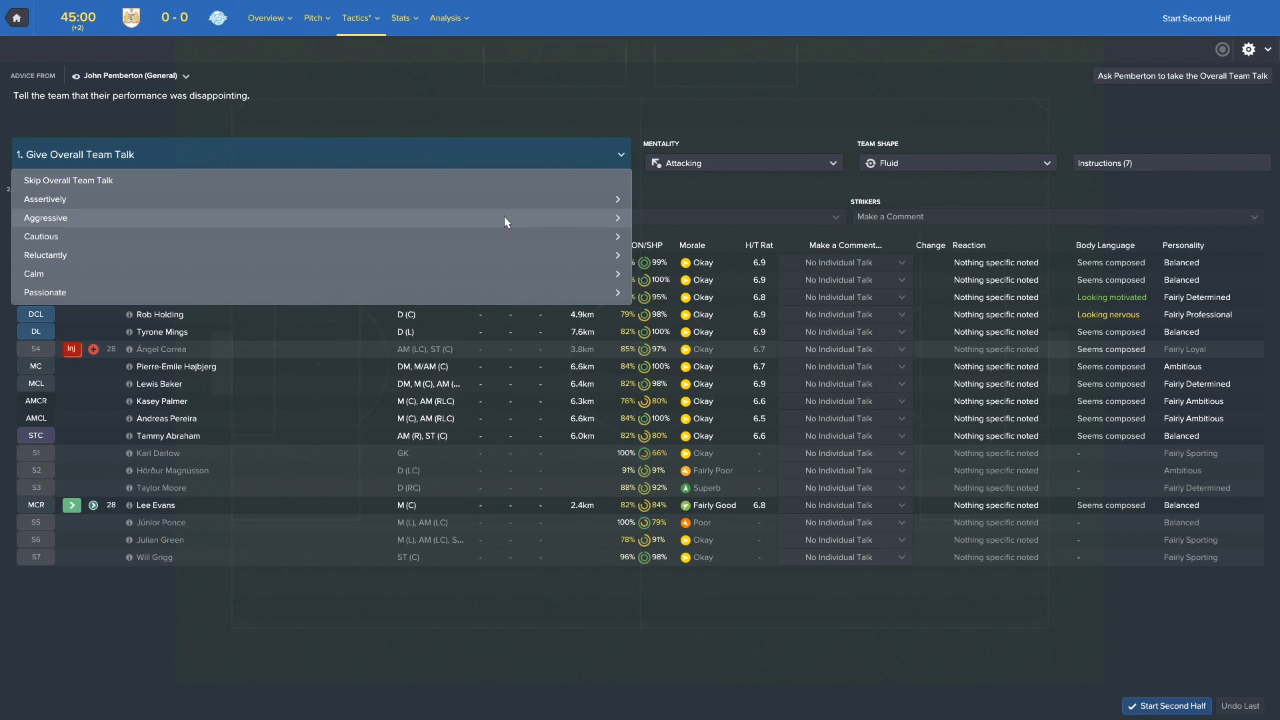 45:00
(+2)
0 - 0
Overview Pitch Tactics* Stats Analysis
Start Second Half
ADVICE FROM John Pemberton (General)
Ask Pemberton to take the Overall Team Talk
Tell the team that their performance was disappointing.
1. Give Overall Team Talk
MENTALITY
Attacking
TEAM SHAPE
Fluid
Instructions (7)
Skip Overall Team Talk
Assertively
Aggressive
Cautious
Reluctantly
Calm
Passionate
STRIKERS
Make a Comment
ON/SHP Morale H/T Rat Make a Comment... Change Reaction Body Language Personality
99% Okay 6.9 No Individual Talk Nothing specific noted Seems composed Balanced
100% Okay 6.9 No Individual Talk Nothing specific noted Seems composed Balanced
95% Okay 6.8 No Individual Talk Nothing specific noted Looking motivated Fairly Determined
DCL Rob Holding D (C) - - - 4.9km 79% 98% Okay 6.9 No Individual Talk Nothing specific noted Looking nervous Fairly Professional
DL Tyrone Mings D (L) - - - 7.6km 82% 100% Okay 6.9 No Individual Talk Nothing specific noted Seems composed Balanced
S4 Inj 28 Ángel Correa AM (LC), ST (C) - - - 3.8km 85% 97% Okay 6.7 No Individual Talk Nothing specific noted Seems composed Fairly Loyal
MC Pierre-Emile Højbjerg DM, M/AM (C) - - - 6.6km 84% 100% Okay 6.7 No Individual Talk Nothing specific noted Seems composed Ambitious
MCL Lewis Baker DM, M (C), AM (... - - - 6.4km 82% 98% Okay 6.9 No Individual Talk Nothing specific noted Seems composed Fairly Determined
AMCR Kasey Palmer M (C), AM (RLC) - - - 6.3km 76% 80% Okay 6.6 No Individual Talk Nothing specific noted Seems composed Fairly Ambitious
AMCL Andreas Pereira M (C), AM (RLC) - - - 6.6km 84% 100% Okay 6.5 No Individual Talk Nothing specific noted Seems composed Fairly Ambitious
STC Tammy Abraham AM (R), ST (C) - - - 6.0km 82% 80% Okay 6.6 No Individual Talk Nothing specific noted Seems composed Balanced
S1 Karl Darlow GK - - - 100% 66% Okay - No Individual Talk Nothing specific noted - Fairly Sporting
S2 Hörður Magnússon D (LC) - - - 91% 91% Fairly Poor - No Individual Talk Nothing specific noted - Ambitious
S3 Taylor Moore D (RC) - - - 88% 92% Superb - No Individual Talk Nothing specific noted - Fairly Determined
MCR 28 Lee Evans M (C) - - - 2.4km 82% 84% Fairly Good 6.8 No Individual Talk Nothing specific noted Seems composed Balanced
S5 Júnior Ponce M (L), AM (LC) - - - 100% 79% Poor - No Individual Talk Nothing specific noted - Balanced
S6 Julian Green M (L), AM (LC), S... - - - 78% 91% Okay - No Individual Talk Nothing specific noted - Fairly Sporting
S7 Will Grigg ST (C) - - - 96% 98% Okay - No Individual Talk Nothing specific noted - Fairly Sporting
Start Second Half Undo Last